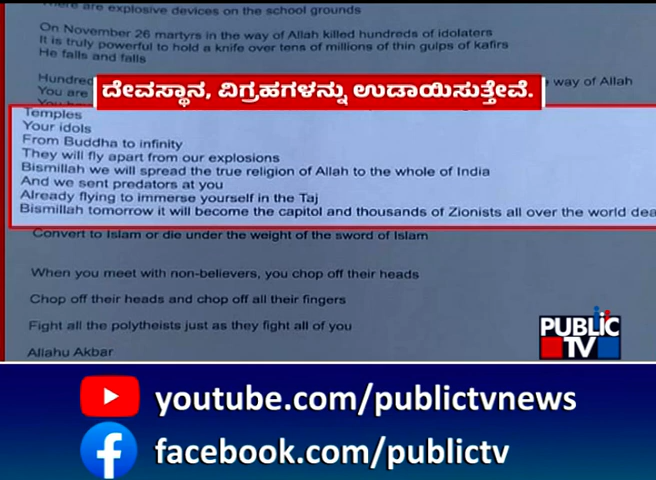 There are explosive devices on the school grounds
On November 26 martyrs in the way of Allah killed hundreds of idolaters
It is truly powerful to hold a knife over tens of millions of thin gulps of kafirs
He falls and falls
Hundred way of Allah
You are
ದೇವಸ್ಥಾನ, ವಿಗ್ರಹಗಳನ್ನು ಉಡಾಯಿಸುತ್ತೇವೆ.
Temples
Your idols
From Buddha to infinity
They will fly apart from our explosions
Bismillah we will spread the true religion of Allah to the whole of India
And we sent predators at you
Already flying to immerse yourself in the Taj
Bismillah tomorrow it will become the capitol and thousands of Zionists all over the world dea
Convert to Islam or die under the weight of the sword of Islam
When you meet with non-believers, you chop off their heads
Chop off their heads and chop off all their fingers
Fight all the polytheists just as they fight all of you
Allahu Akbar
PUBLIC
TV
youtube.com/publictvnews
facebook.com/publictv